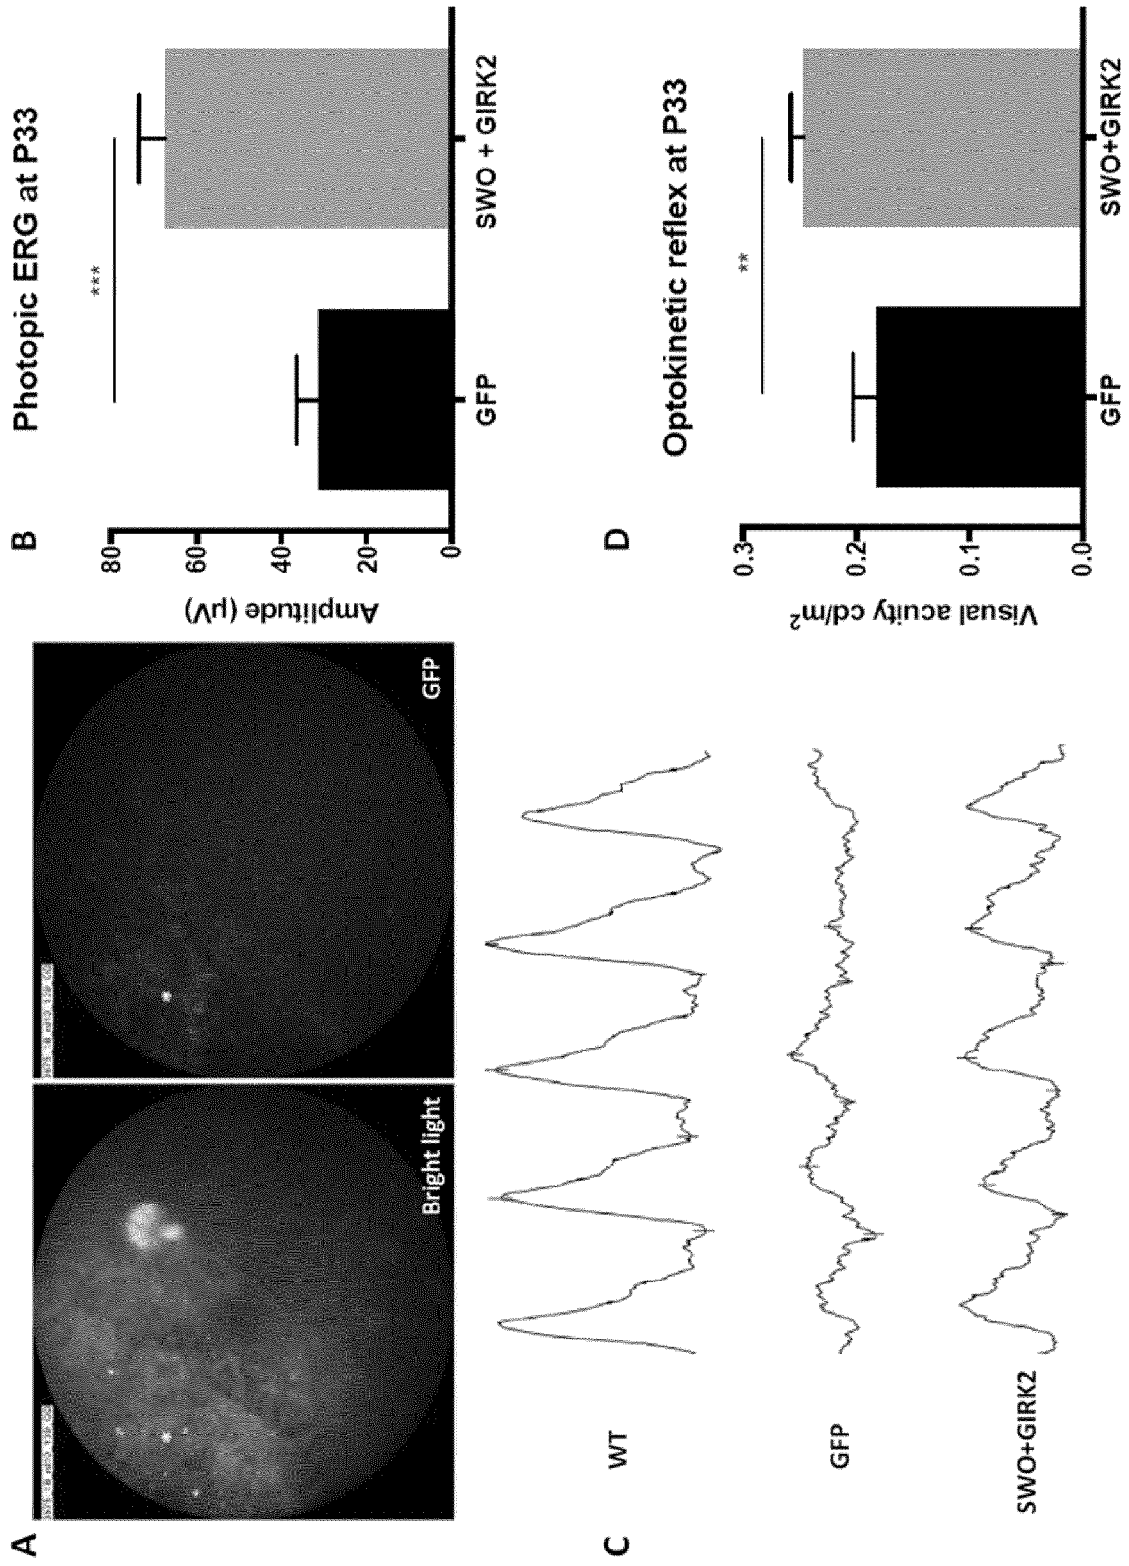 A
Bright light
GFP
B
Photopic ERG at P33
***
Amplitude (µV)
80
60
40
20
0
GFP
SWO + GIRK2
C
WT
GFP
SWO+GIRK2
D
Optokinetic reflex at P33
**
Visual acuity cd/m²
0.3
0.2
0.1
0.0
GFP
SWO+GIRK2